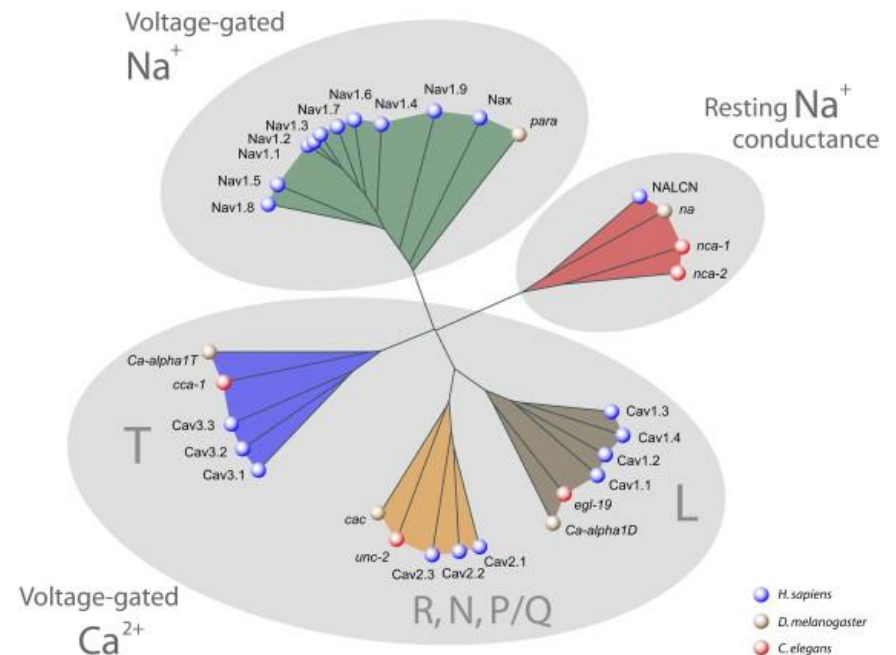 Voltage-gated
Na+
Nav1.9
Nav1.6
Nav1.4
Nax
Nav1.7
para
Nav1.3
Nav1.2
Nav1.1
Nav1.5
Nav1.8
Resting Na+
conductance
NALCN
na
nca-1
nca-2
Ca-alpha1T
cca-1
Cav3.3
Cav3.2
Cav3.1
T
Cav1.3
Cav1.4
Cav1.2
Cav1.1
egl-19
Ca-alpha1D
L
cac
unc-2
Cav2.3
Cav2.2
Cav2.1
R, N, P/Q
Voltage-gated
Ca2+
H. sapiens
D. melanogaster
C. elegans